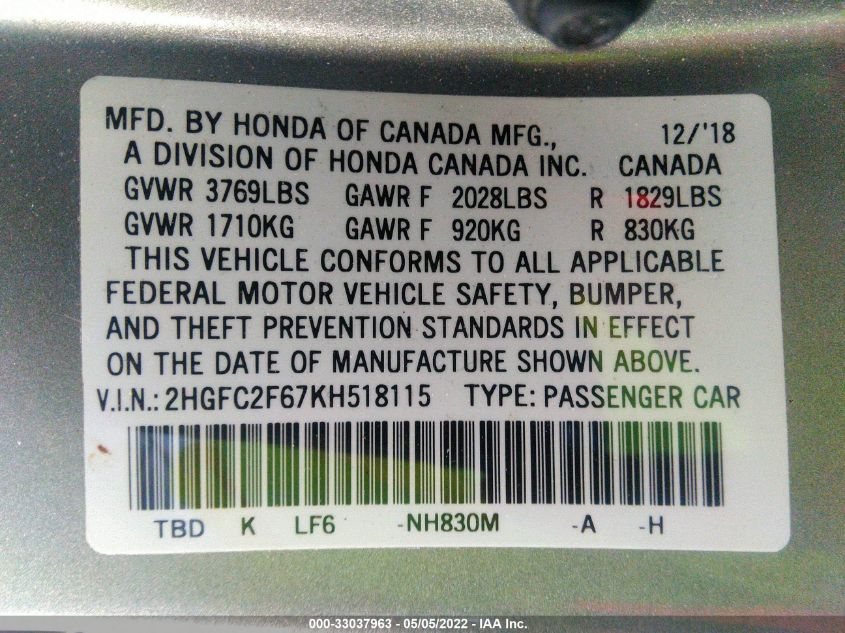 MFD. BY HONDA OF CANADA MFG., 12/'18
A DIVISION OF HONDA CANADA INC. CANADA
GVWR 3769LBS GAWR F 2028LBS R 1829LBS
GVWR 1710KG GAWR F 920KG R 830KG
THIS VEHICLE CONFORMS TO ALL APPLICABLE
FEDERAL MOTOR VEHICLE SAFETY, BUMPER,
AND THEFT PREVENTION STANDARDS IN EFFECT
ON THE DATE OF MANUFACTURE SHOWN ABOVE.
V.I.N.: 2HGFC2F67KH518115 TYPE: PASSENGER CAR
TBD K LF6 -NH830M -A -H
000-33037963 - 05/05/2022 - IAA Inc.